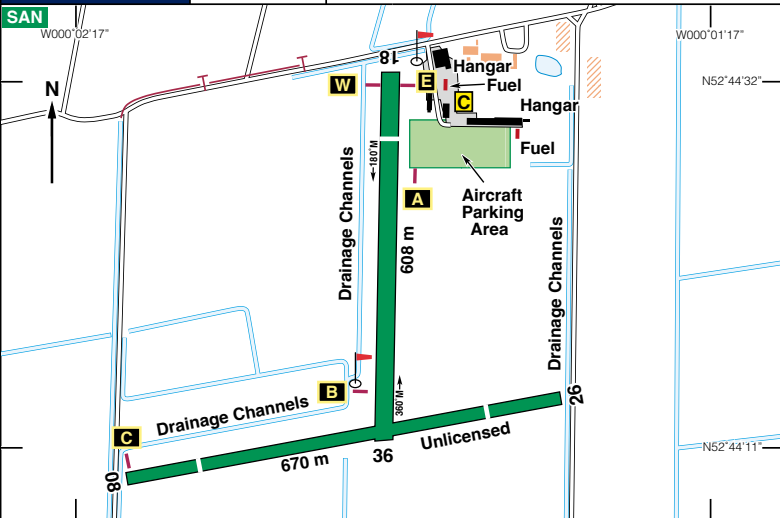 SAN
W000°02'17"
W000°01'17"
18
Hangar
W
E
Fuel
N52°44'32"
N
C
Hangar
Fuel
180°M
Drainage Channels
A
Aircraft
Parking
Area
608 m
Drainage Channels
B
360°M
26
Drainage Channels
C
Unlicensed
N52°44'11"
36
670 m
08